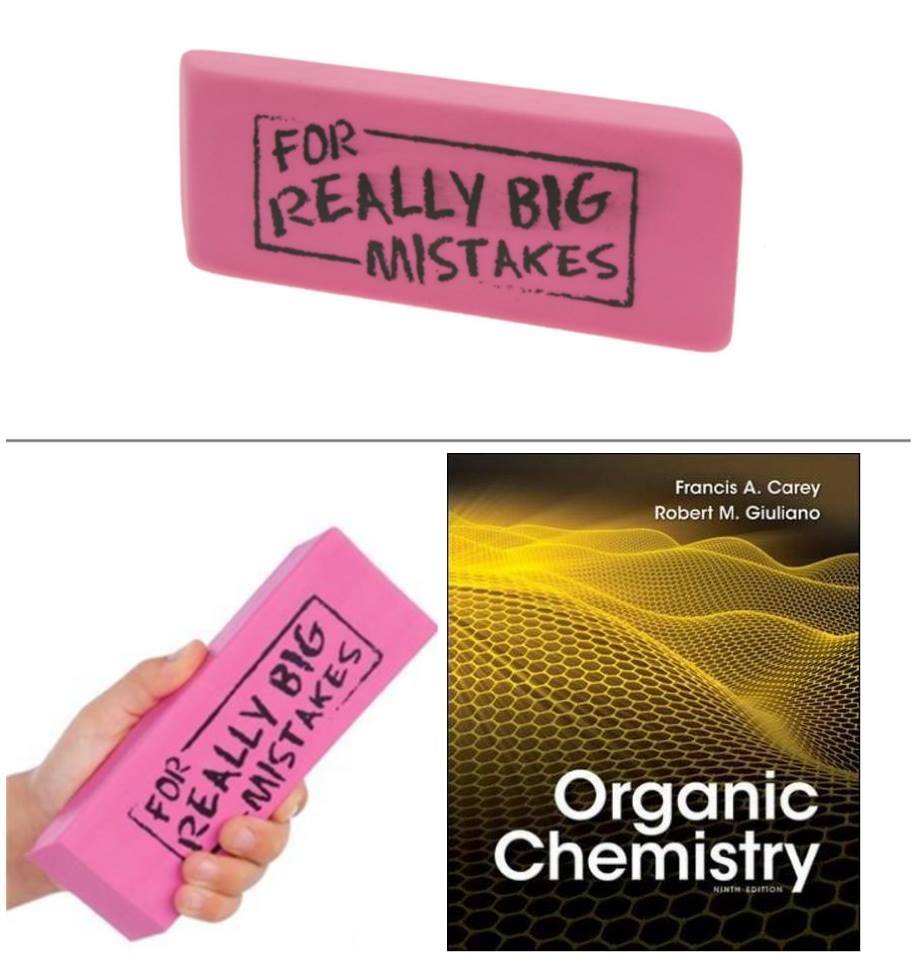 FOR
REALLY BIG
MISTAKES
FOR
REALLY BIG
MISTAKES
Francis A. Carey
Robert M. Giuliano
Organic
Chemistry
NINTH EDITION